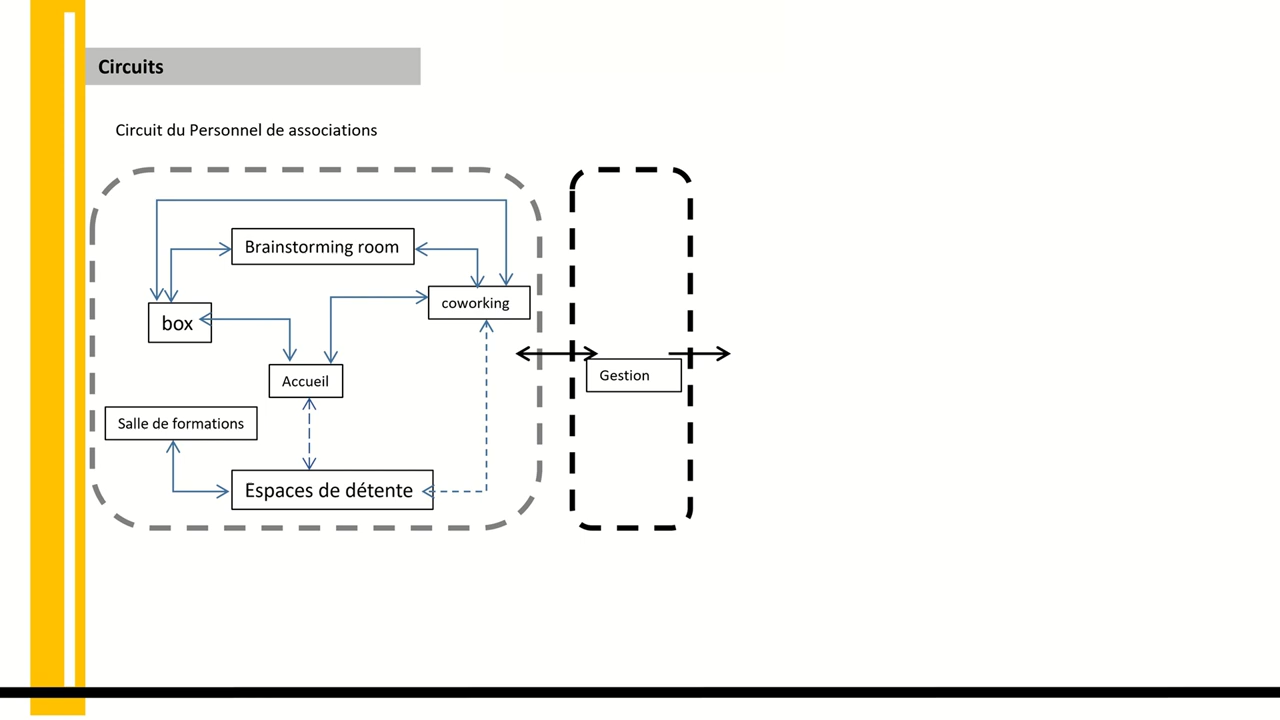 Circuits
Circuit du Personnel de associations
Brainstorming room
coworking
box
Gestion
Accueil
Salle de formations
Espaces de détente